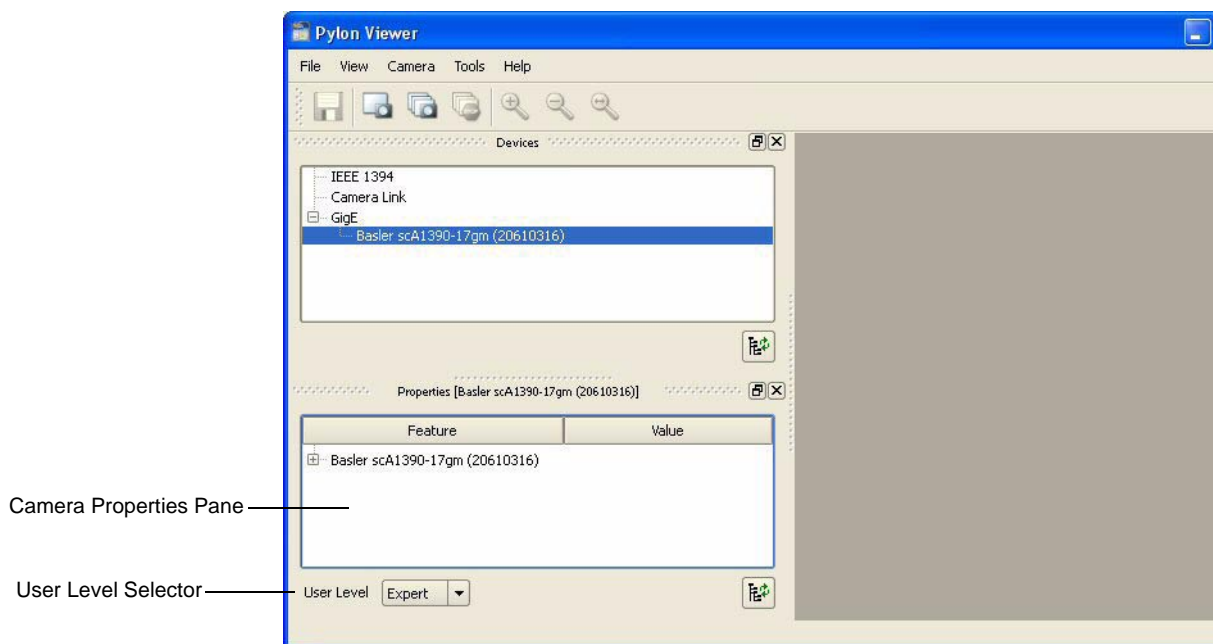 Pylon Viewer
File View Camera Tools Help
Devices
IEEE 1394
Camera Link
GigE
Basler scA1390-17gm (20610316)
Properties [Basler scA1390-17gm (20610316)]
Feature Value
Basler scA1390-17gm (20610316)
Camera Properties Pane
User Level Selector
User Level Expert